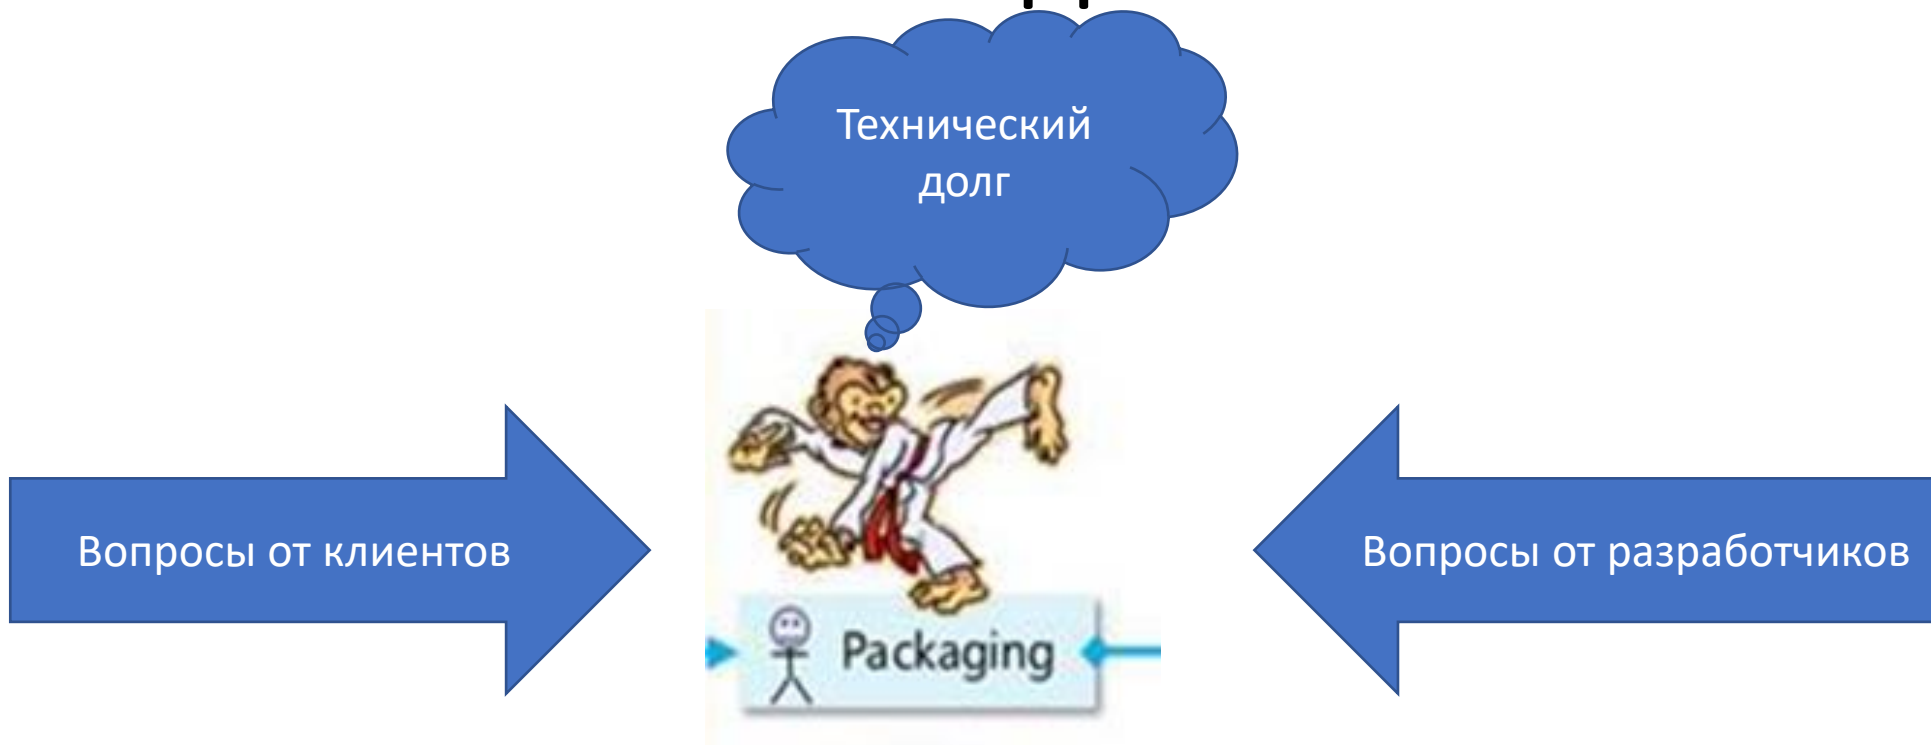 Технический
долг
Вопросы от клиентов
Вопросы от разработчиков
Packaging